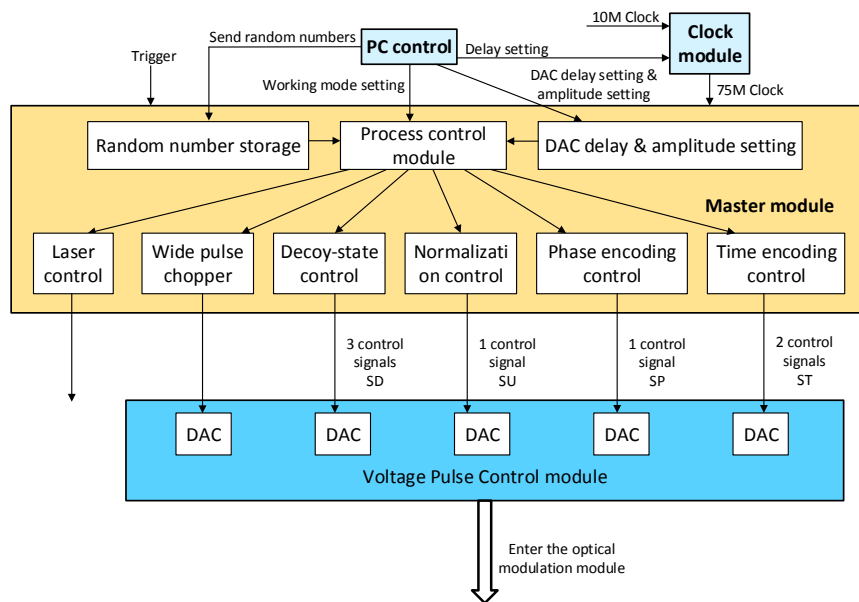 10M Clock
Send random numbers
PC control
Delay setting
Clock
module
Trigger
Working mode setting
DAC delay setting &
amplitude setting
75M Clock
Random number storage
Process control
module
DAC delay & amplitude setting
Master module
Laser
control
Wide pulse
chopper
Decoy-state
control
Normalizati
on control
Phase encoding
control
Time encoding
control
3 control
signals
SD
1 control
signal
SU
1 control
signal
SP
2 control
signals
ST
DAC
DAC
DAC
DAC
DAC
Voltage Pulse Control module
Enter the optical
modulation module